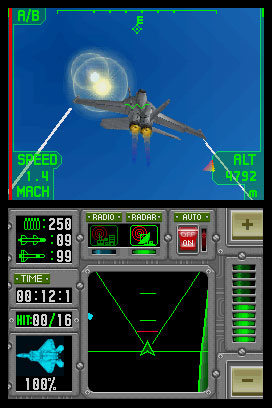 A/B
E
SPEED
1.4
MACH
ALT
4792
m
:250
:09
:99
RADIO
RADAR
AUTO
OFF
ON
+
TIME
00:12:1
HIT:00/16
100%
−